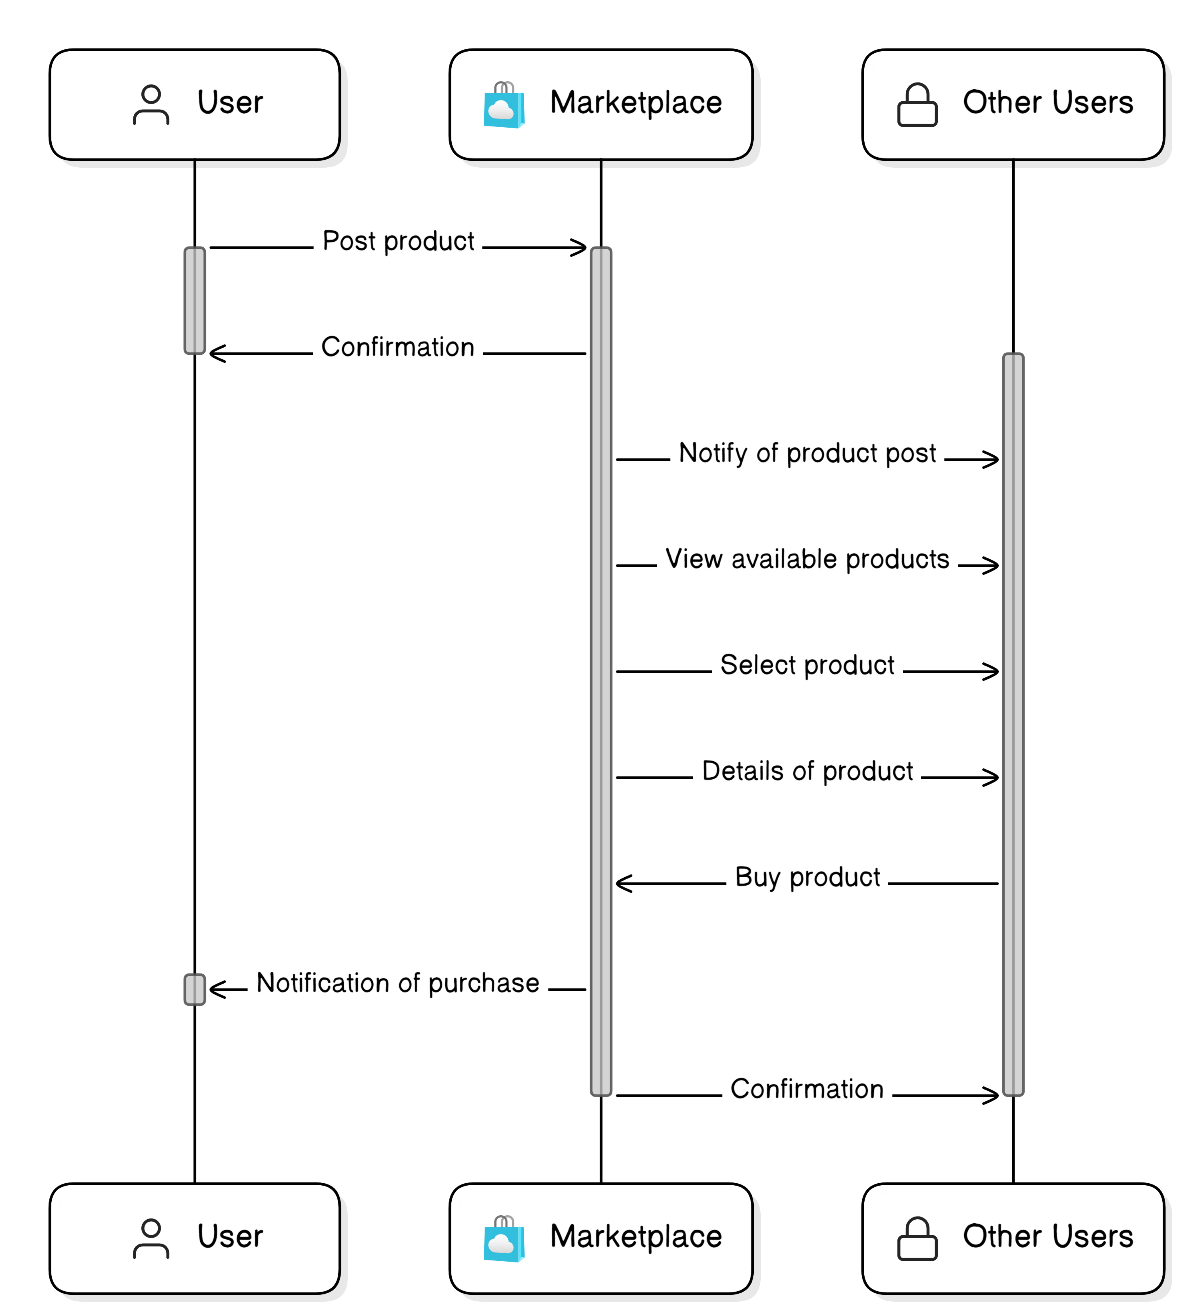 User
Marketplace
Other Users
Post product
Confirmation
Notify of product post
View available products
Select product
Details of product
Buy product
Notification of purchase
Confirmation
User
Marketplace
Other Users